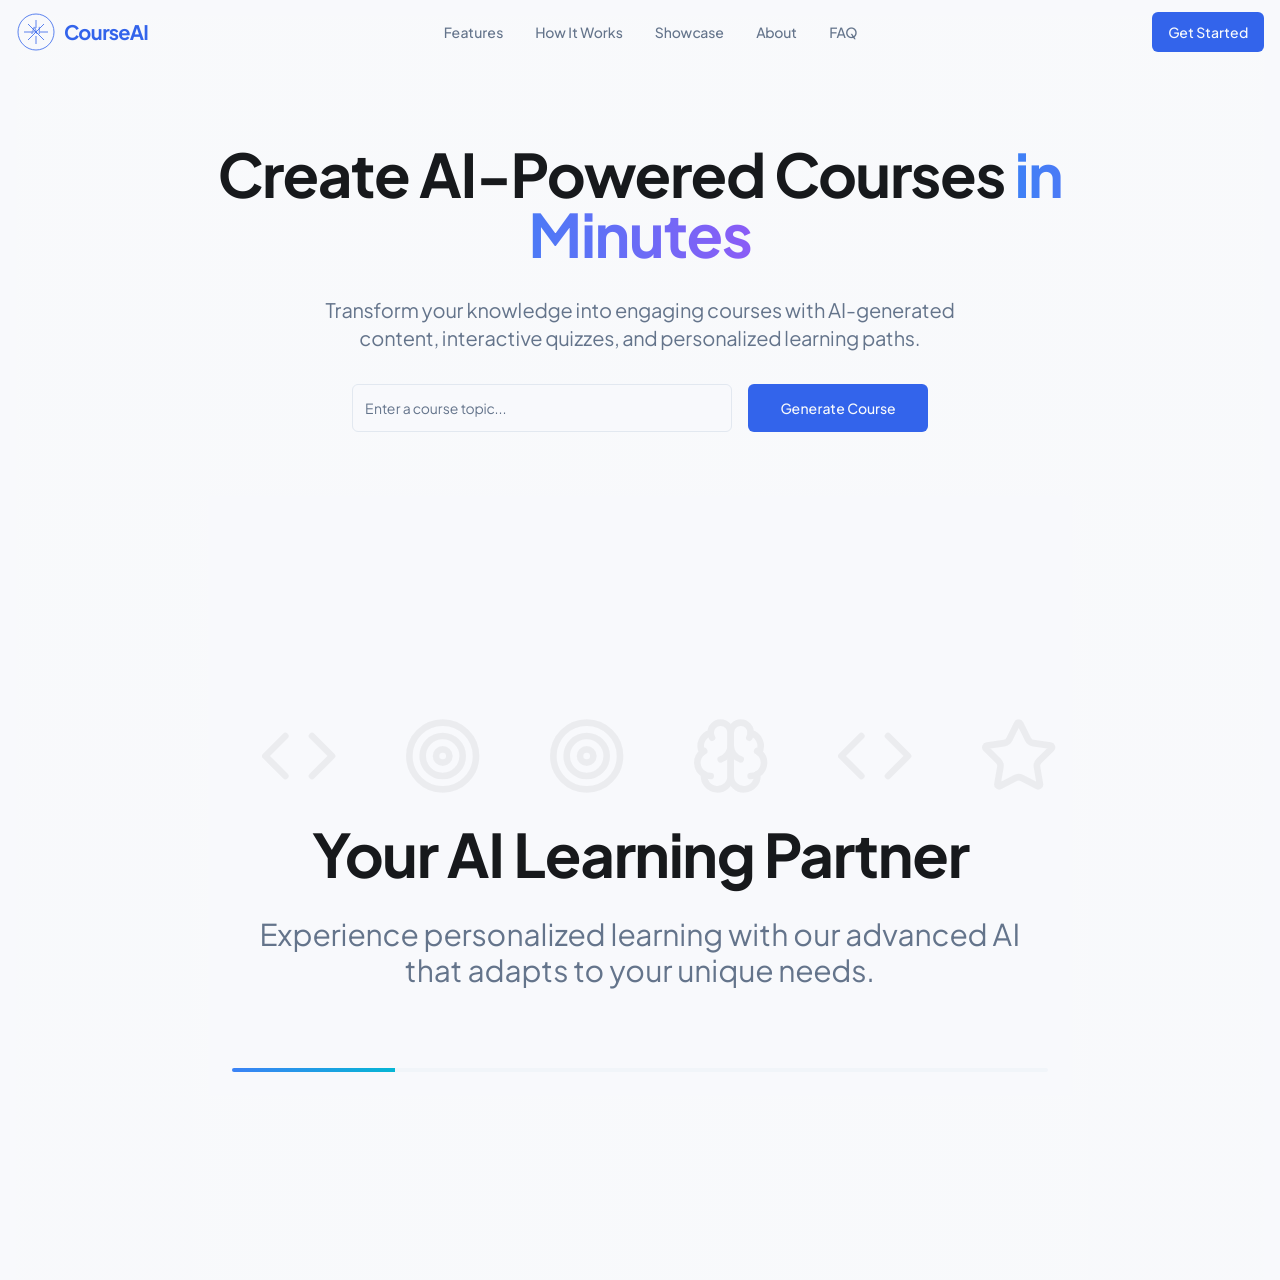 CourseAI
Features
How It Works
Showcase
About
FAQ
Get Started
Create AI-Powered Courses in
Minutes
Transform your knowledge into engaging courses with AI-generated
content, interactive quizzes, and personalized learning paths.
Enter a course topic...
Generate Course
Your AI Learning Partner
Experience personalized learning with our advanced AI
that adapts to your unique needs.